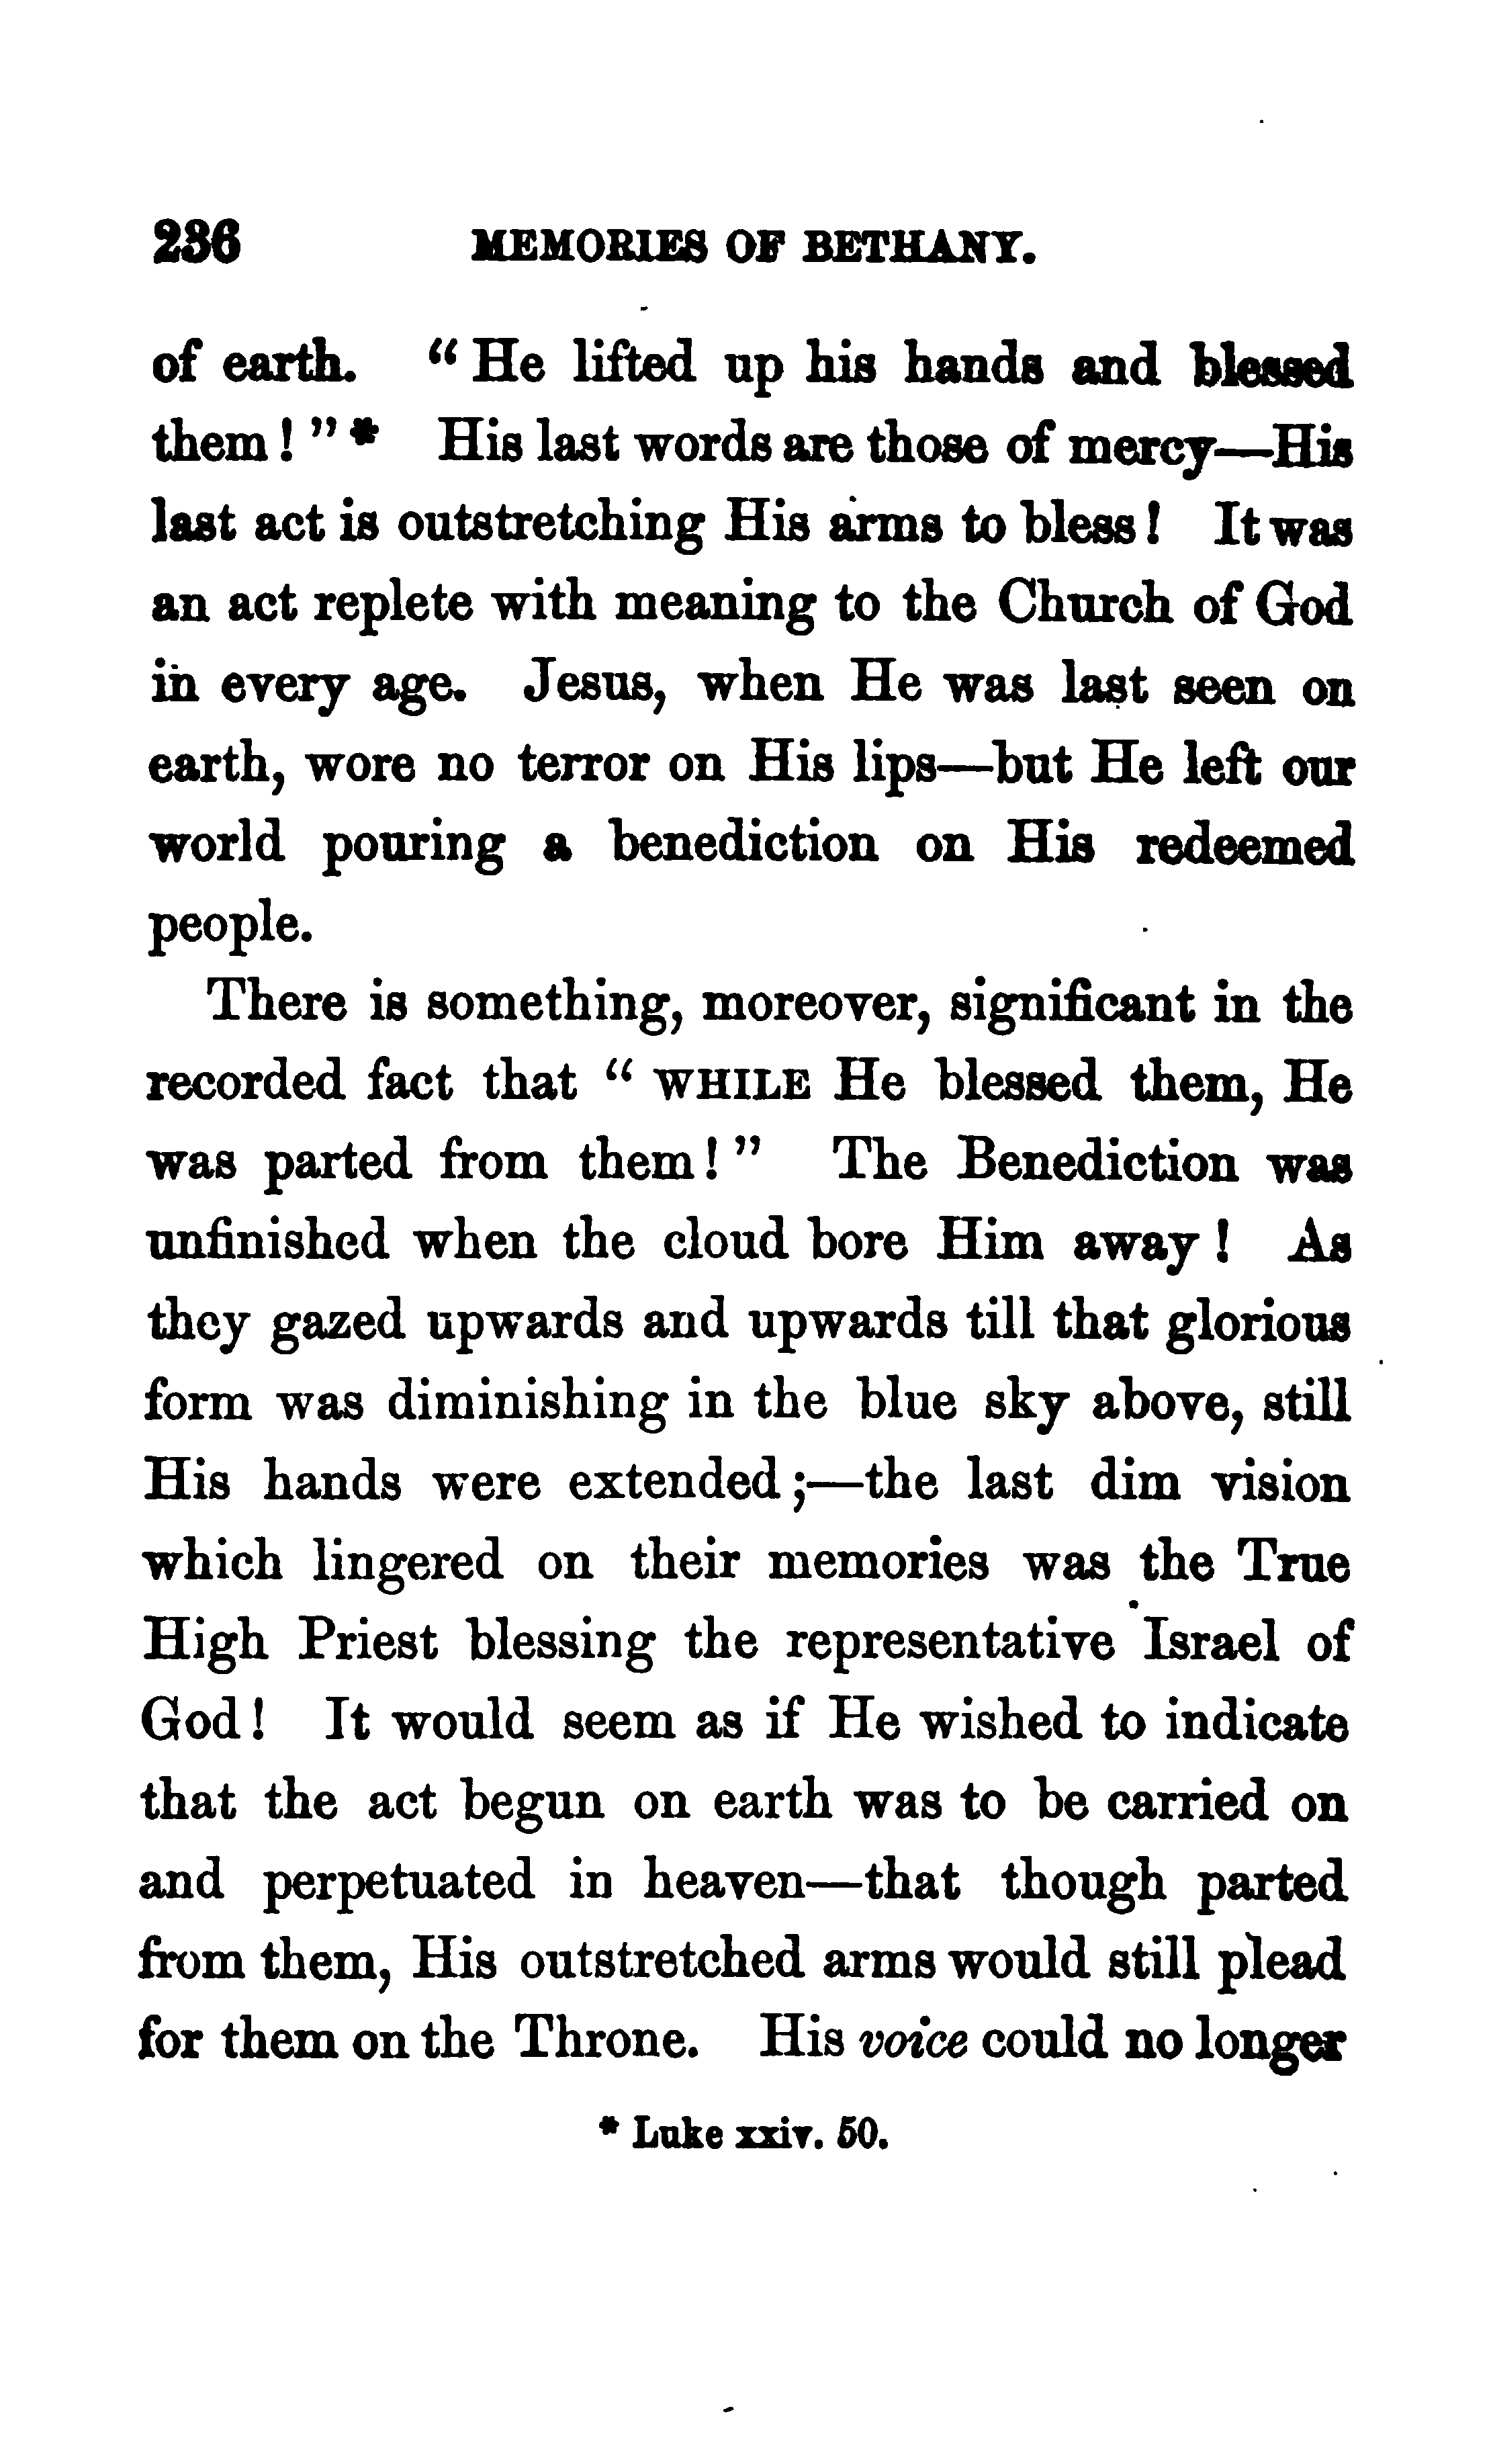 236 MEMORIES OF BETHANY.
of earth. "He lifted up his hands and blessed
them!"* His last words are those of mercy—His
last act is outstretching His arms to bless! It was
an act replete with meaning to the Church of God
in every age. Jesus, when He was last seen on
earth, wore no terror on His lips—but He left our
world pouring a benediction on His redeemed
people.
There is something, moreover, significant in the
recorded fact that "WHILE He blessed them, He
was parted from them!" The Benediction was
unfinished when the cloud bore Him away! As
they gazed upwards and upwards till that glorious
form was diminishing in the blue sky above, still
His hands were extended;—the last dim vision
which lingered on their memories was the True
High Priest blessing the representative Israel of
God! It would seem as if He wished to indicate
that the act begun on earth was to be carried on
and perpetuated in heaven—that though parted
from them, His outstretched arms would still plead
for them on the Throne. His voice could no longer
* Luke xxiv. 50.